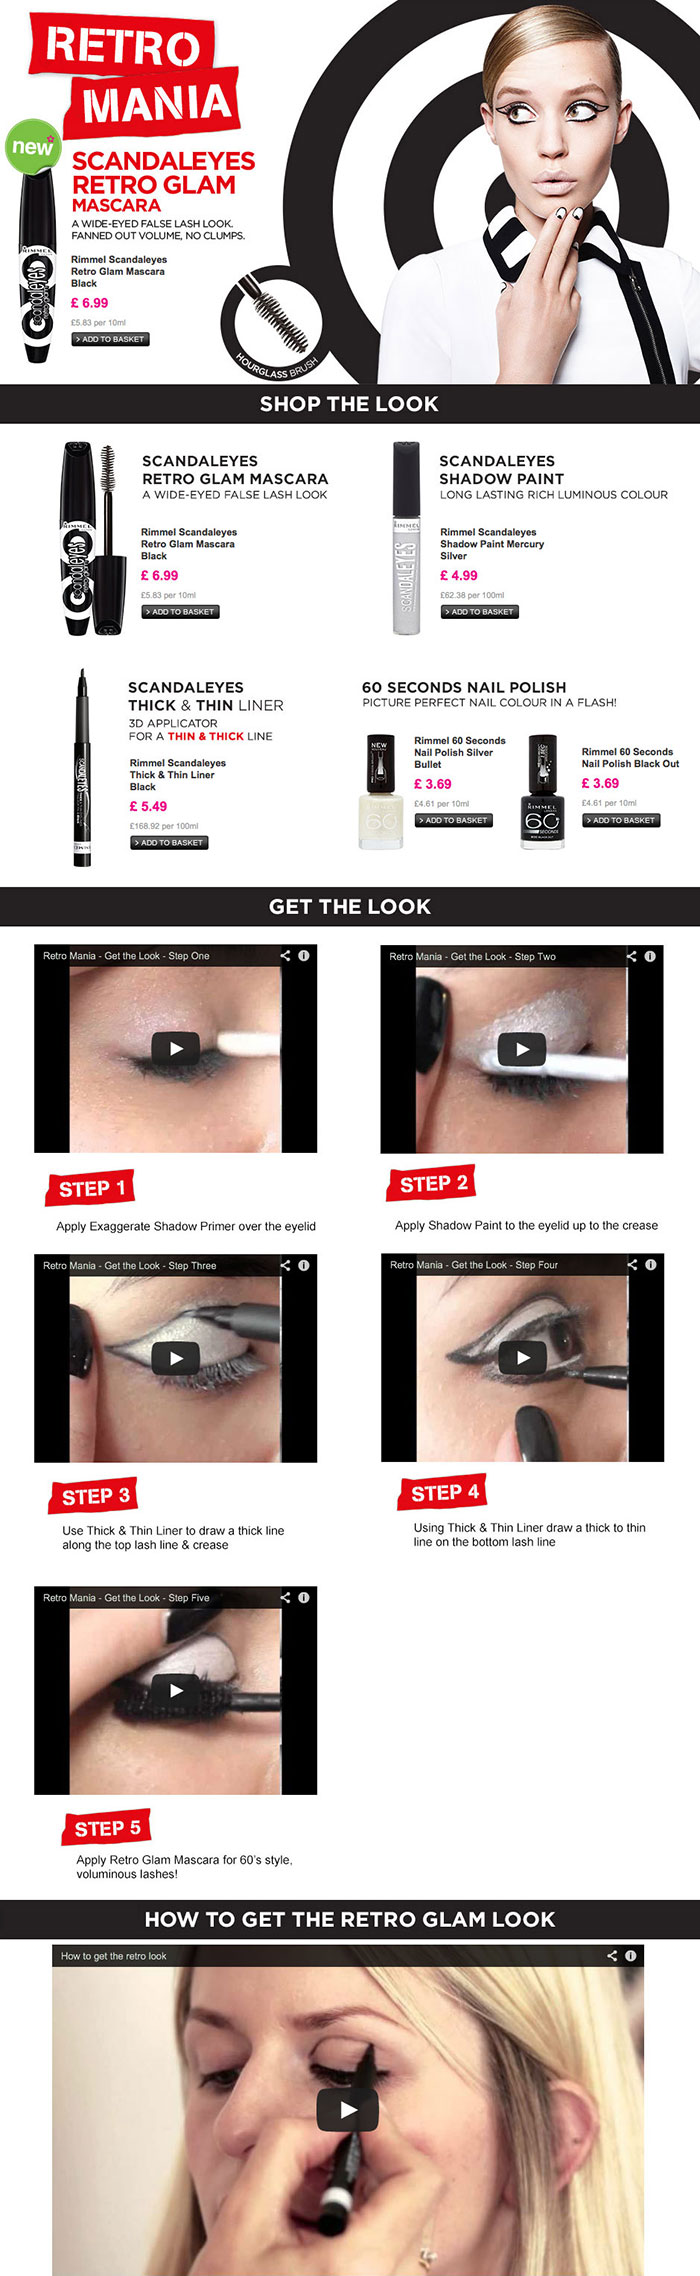 RETRO
MANIA
new
SCANDALEYES
RETRO GLAM
MASCARA
A WIDE-EYED FALSE LASH LOOK.
FANNED OUT VOLUME, NO CLUMPS.
Rimmel Scandaleyes
Retro Glam Mascara
Black
£ 6.99
£5.83 per 10ml
> ADD TO BASKET
RIMMEL
scandaleyes
HOURGLASS BRUSH
SHOP THE LOOK
SCANDALEYES
RETRO GLAM MASCARA
A WIDE-EYED FALSE LASH LOOK
Rimmel Scandaleyes
Retro Glam Mascara
Black
£ 6.99
£5.83 per 10ml
> ADD TO BASKET
RIMMEL
scandaleyes
SCANDALEYES
SHADOW PAINT
LONG LASTING RICH LUMINOUS COLOUR
Rimmel Scandaleyes
Shadow Paint Mercury
Silver
£ 4.99
£62.38 per 100ml
> ADD TO BASKET
RIMMEL
SCANDALEYES
SCANDALEYES
THICK & THIN LINER
3D APPLICATOR
FOR A THIN & THICK LINE
Rimmel Scandaleyes
Thick & Thin Liner
Black
£ 5.49
£168.92 per 100ml
> ADD TO BASKET
SCANDALEYES
60 SECONDS NAIL POLISH
PICTURE PERFECT NAIL COLOUR IN A FLASH!
NEW
Rimmel 60 Seconds
Nail Polish Silver
Bullet
£ 3.69
£4.61 per 10ml
> ADD TO BASKET
RIMMEL
60
Rimmel 60 Seconds
Nail Polish Black Out
£ 3.69
£4.61 per 10ml
> ADD TO BASKET
RIMMEL
60
SECONDS
GET THE LOOK
Retro Mania - Get the Look - Step One
Retro Mania - Get the Look - Step Two
STEP 1
Apply Exaggerate Shadow Primer over the eyelid
STEP 2
Apply Shadow Paint to the eyelid up to the crease
Retro Mania - Get the Look - Step Three
Retro Mania - Get the Look - Step Four
STEP 3
Use Thick & Thin Liner to draw a thick line
along the top lash line & crease
STEP 4
Using Thick & Thin Liner draw a thick to thin
line on the bottom lash line
Retro Mania - Get the Look - Step Five
STEP 5
Apply Retro Glam Mascara for 60's style,
voluminous lashes!
HOW TO GET THE RETRO GLAM LOOK
How to get the retro look